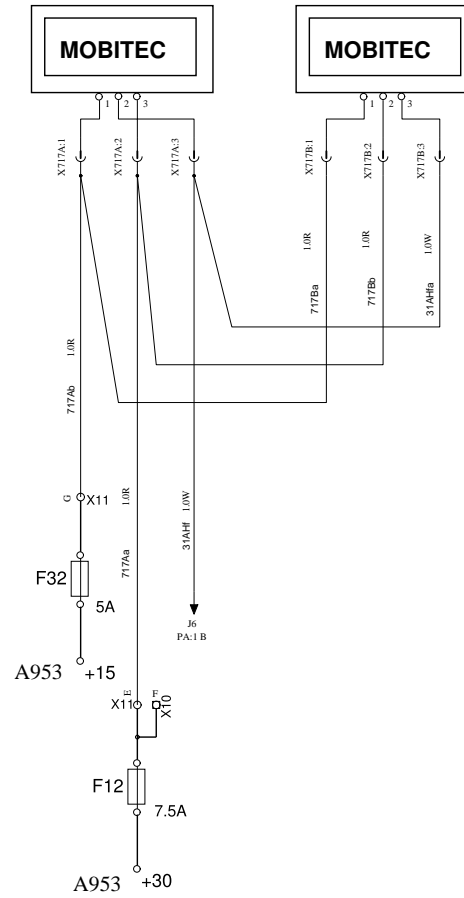 MOBITEC MOBITEC
1 2 3 1 2 3
X717A:1 X717A:2 X717A:3 X717B:1 X717B:2 X717B:3
1.0R 1.0R 1.0W
717Ba 717Bb 31AHfa
1.0R
717Ab
G X11
1.0R 1.0W
717Aa 31AHf
F32
5A
J6
PA:1 B
A953 +15
E F
X11 X10
F12
7.5A
A953 +30